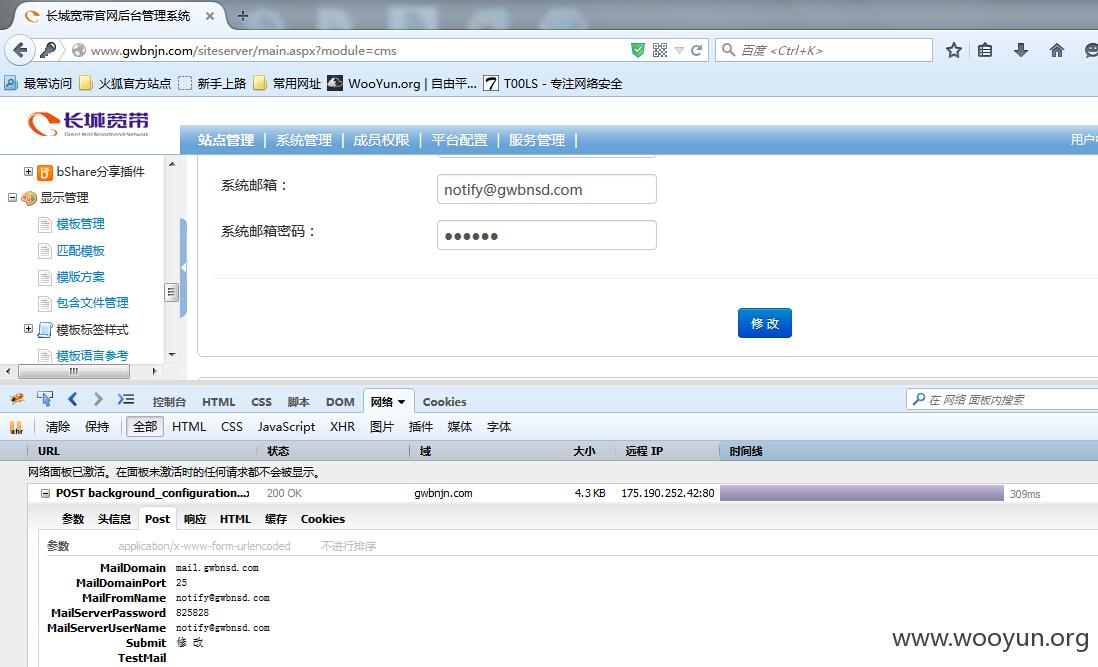 长城宽带官网后台管理系统
www.gwbnjn.com/siteserver/main.aspx?module=cms
百度 <Ctrl+K>
最常访问 火狐官方站点 新手上路 常用网址 WooYun.org | 自由平... T00LS - 专注网络安全
长城宽带
Great Wall Broadband Network
站点管理 | 系统管理 | 成员权限 | 平台配置 | 服务管理 |
用户中
bShare分享插件
显示管理
模板管理
匹配模板
模版方案
包含文件管理
模板标签样式
模板语言参考
系统邮箱：
notify@gwbnsd.com
系统邮箱密码：
●●●●●●
修 改
控制台 HTML CSS 脚本 DOM 网络 Cookies
在 网络 面板内搜索
清除 保持 全部 HTML CSS JavaScript XHR 图片 插件 媒体 字体
URL 状态 域 大小 远程 IP 时间线
网络面板已激活。在面板未激活时的任何请求都不会被显示。
POST background_configuration... 200 OK gwbnjn.com 4.3 KB 175.190.252.42:80 309ms
参数 头信息 Post 响应 HTML 缓存 Cookies
参数 application/x-www-form-urlencoded 不进行排序
MailDomain mail.gwbnsd.com
MailDomainPort 25
MailFromName notify@gwbnsd.com
MailServerPassword 825828
MailServerUserName notify@gwbnsd.com
Submit 修 改
TestMail
www.wooyun.org